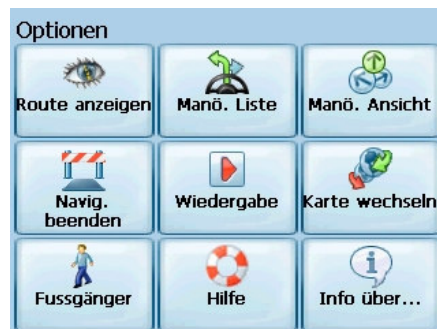 Optionen
Route anzeigen
Manö. Liste
Manö. Ansicht
Navig.
beenden
Wiedergabe
Karte wechseln
Fussgänger
Hilfe
Info über...